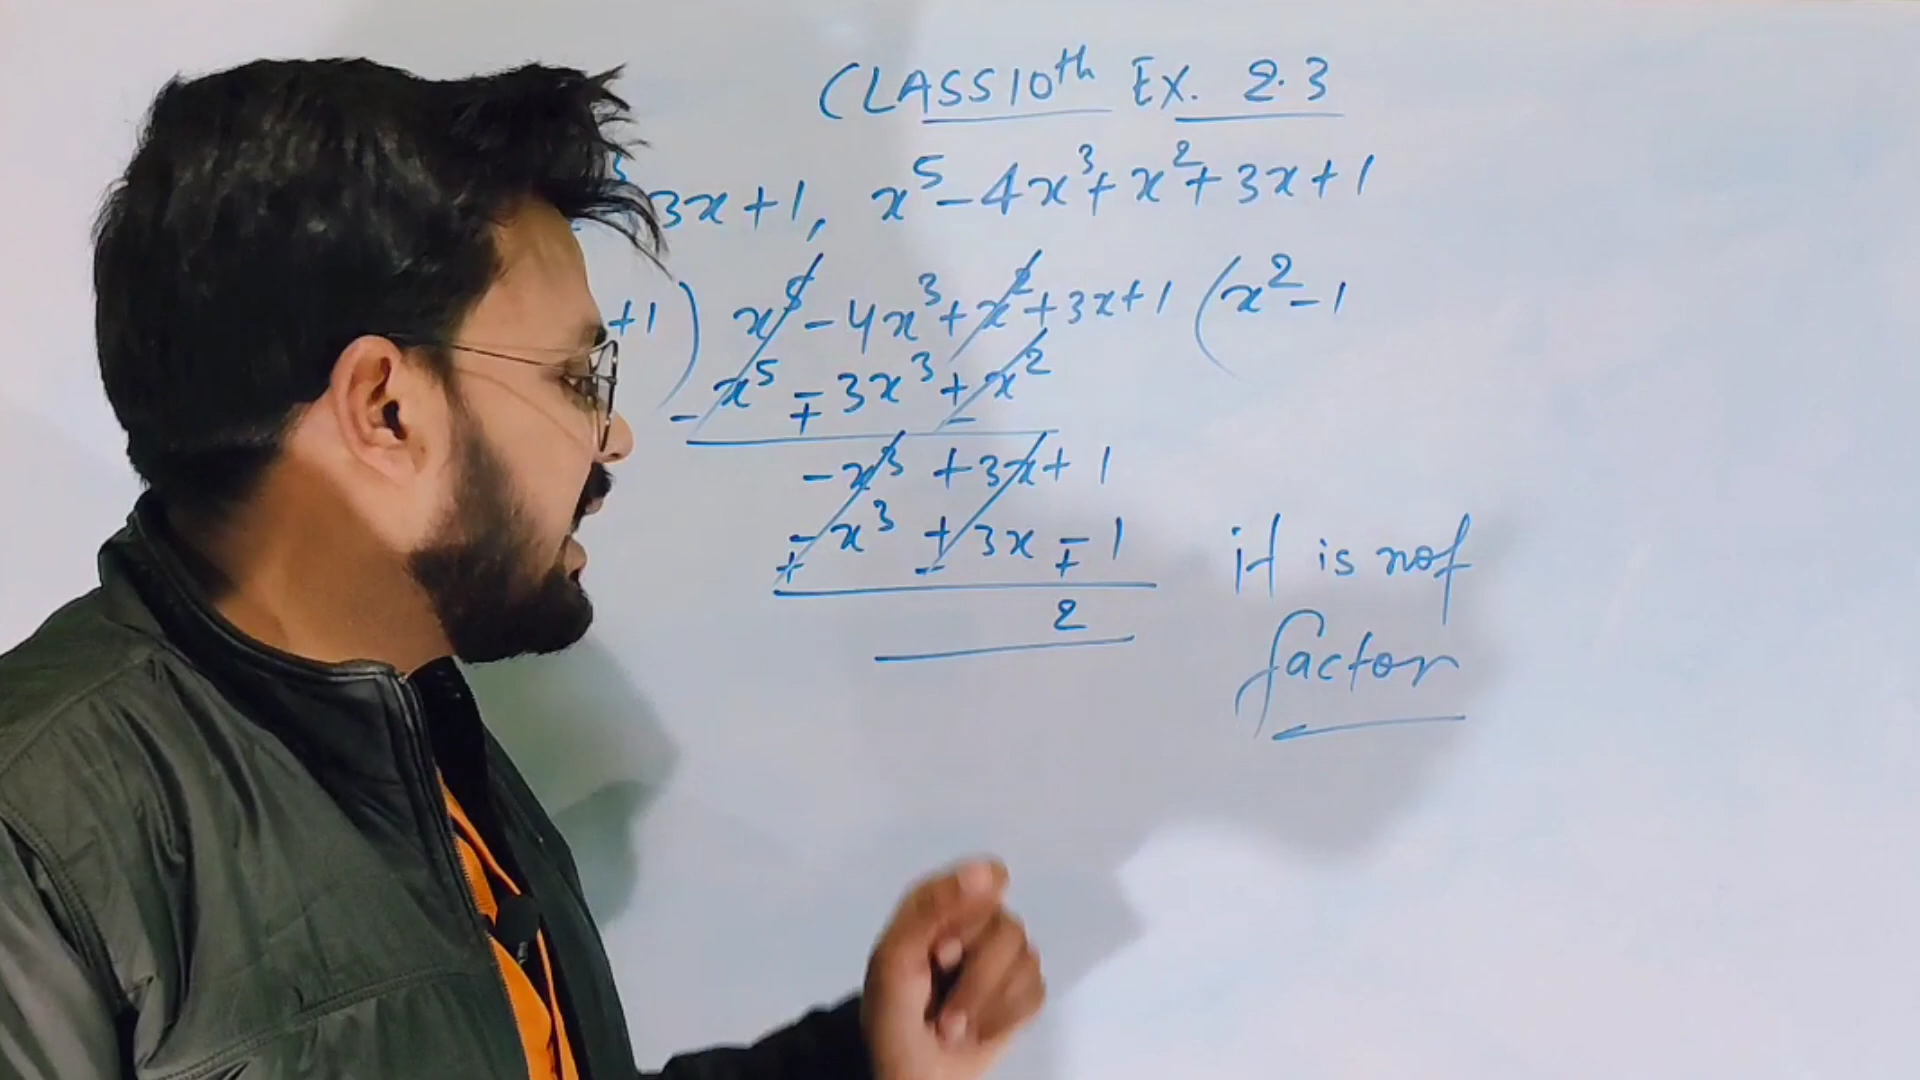 CLASS 10th EX. 2.3
3x+1, x⁵-4x³+x²+3x+1
+1) x⁵-4x³+x²+3x+1 (x²-1
x⁵-3x³+x²
- + -
-x³ +3x+1
-x³+3x-1
+ - +
2
it is not
factor